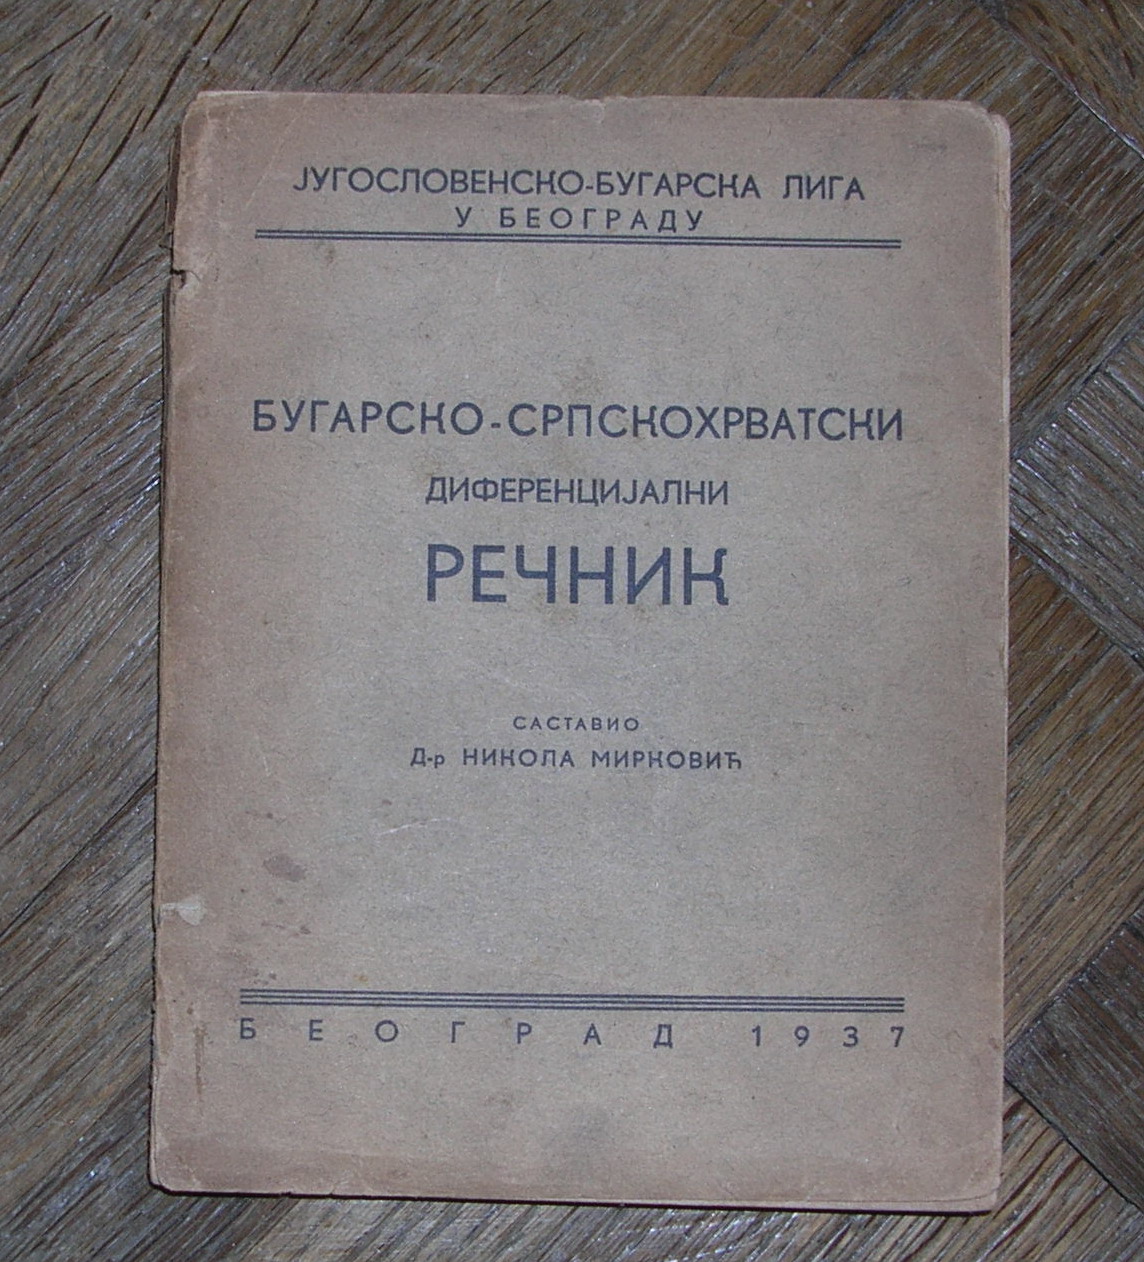 ЈУГОСЛОВЕНСКО-БУГАРСКА ЛИГА
У БЕОГРАДУ
БУГАРСКО-СРПСКОХРВАТСКИ
ДИФЕРЕНЦИЈАЛНИ
РЕЧНИК
САСТАВИО
Д-р НИКОЛА МИРКОВИЋ
БЕОГРАД 1937